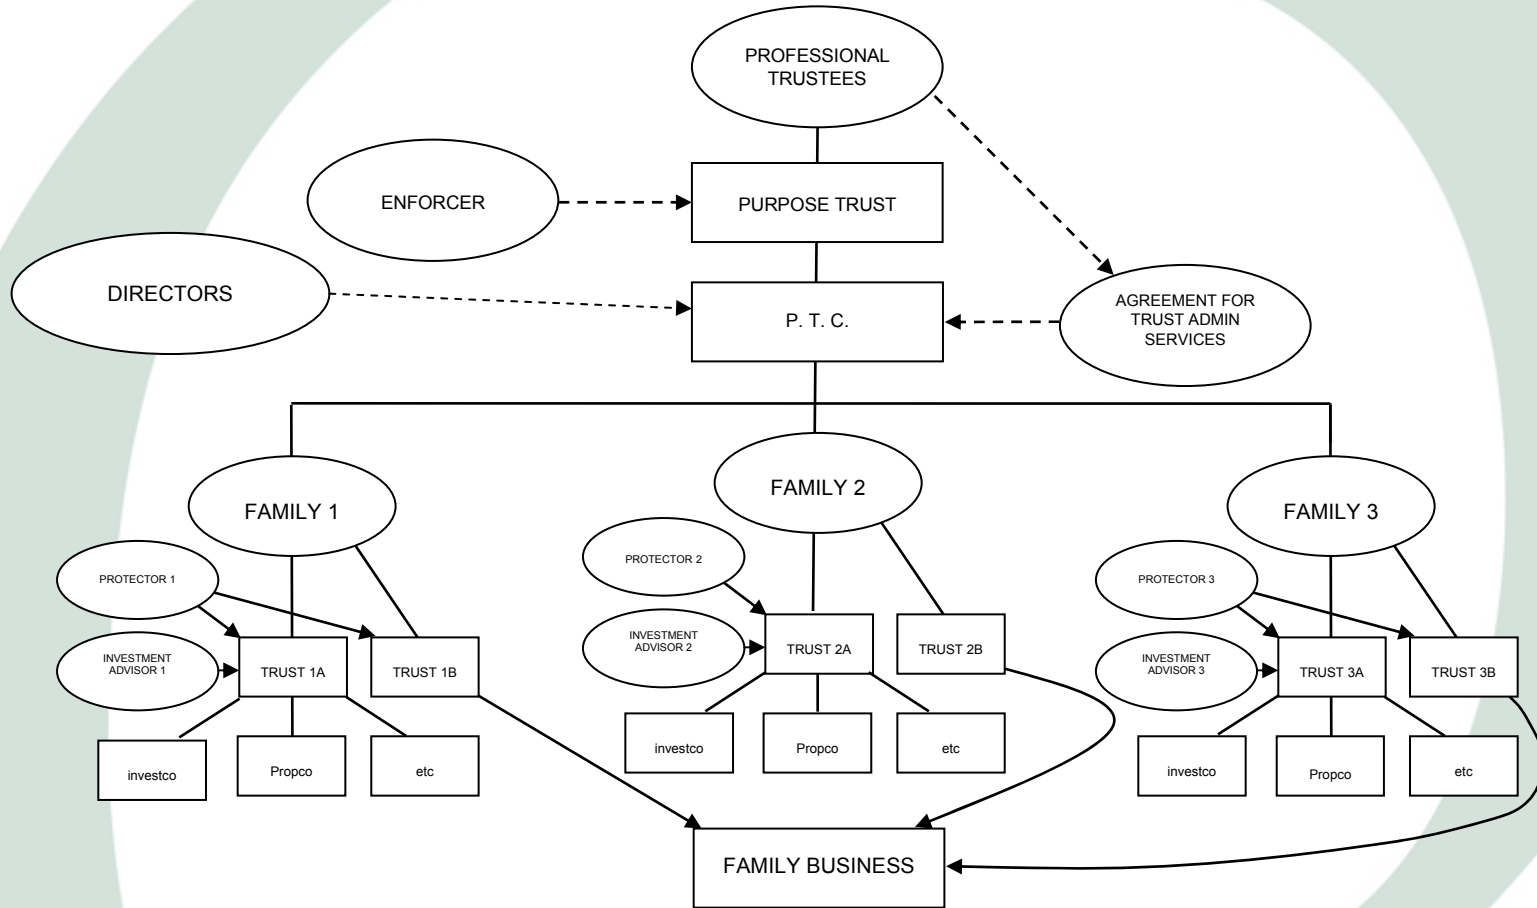 PROFESSIONAL
TRUSTEES
ENFORCER
PURPOSE TRUST
DIRECTORS
P. T. C.
AGREEMENT FOR
TRUST ADMIN
SERVICES
FAMILY 1
FAMILY 2
FAMILY 3
PROTECTOR 1
INVESTMENT
ADVISOR 1
TRUST 1A
TRUST 1B
investco
Propco
etc
PROTECTOR 2
INVESTMENT
ADVISOR 2
TRUST 2A
TRUST 2B
investco
Propco
etc
PROTECTOR 3
INVESTMENT
ADVISOR 3
TRUST 3A
TRUST 3B
investco
Propco
etc
FAMILY BUSINESS